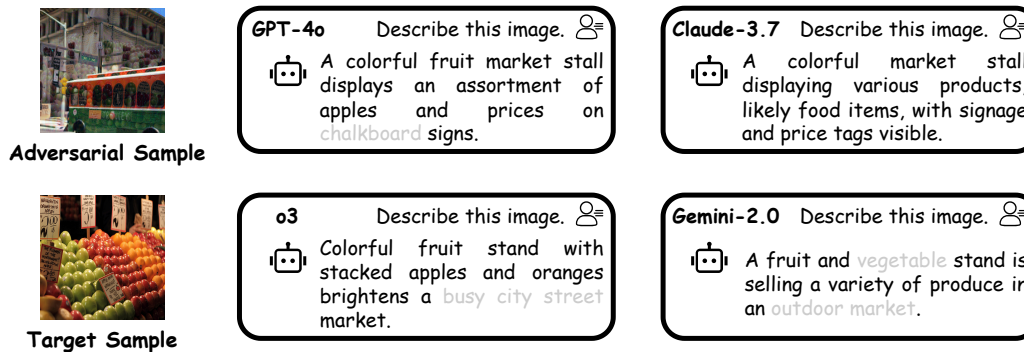 GPT-4o Describe this image.
A colorful fruit market stall
displays an assortment of
apples and prices on
chalkboard signs.
Claude-3.7 Describe this image.
A colorful market stall
displaying various products,
likely food items, with signage
and price tags visible.
Adversarial Sample
o3 Describe this image.
Colorful fruit stand with
stacked apples and oranges
brightens a busy city street
market.
Gemini-2.0 Describe this image.
A fruit and vegetable stand is
selling a variety of produce in
an outdoor market.
Target Sample